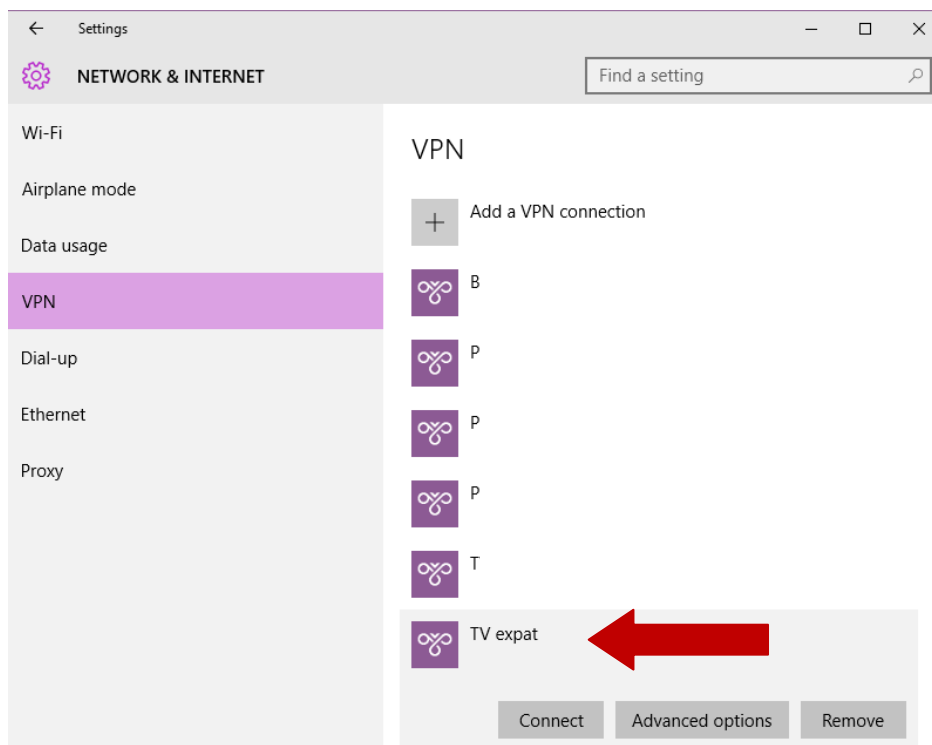 Settings
NETWORK & INTERNET
Find a setting
Wi-Fi
Airplane mode
Data usage
VPN
Dial-up
Ethernet
Proxy
VPN
Add a VPN connection
B
P
P
P
T
TV expat
Connect
Advanced options
Remove